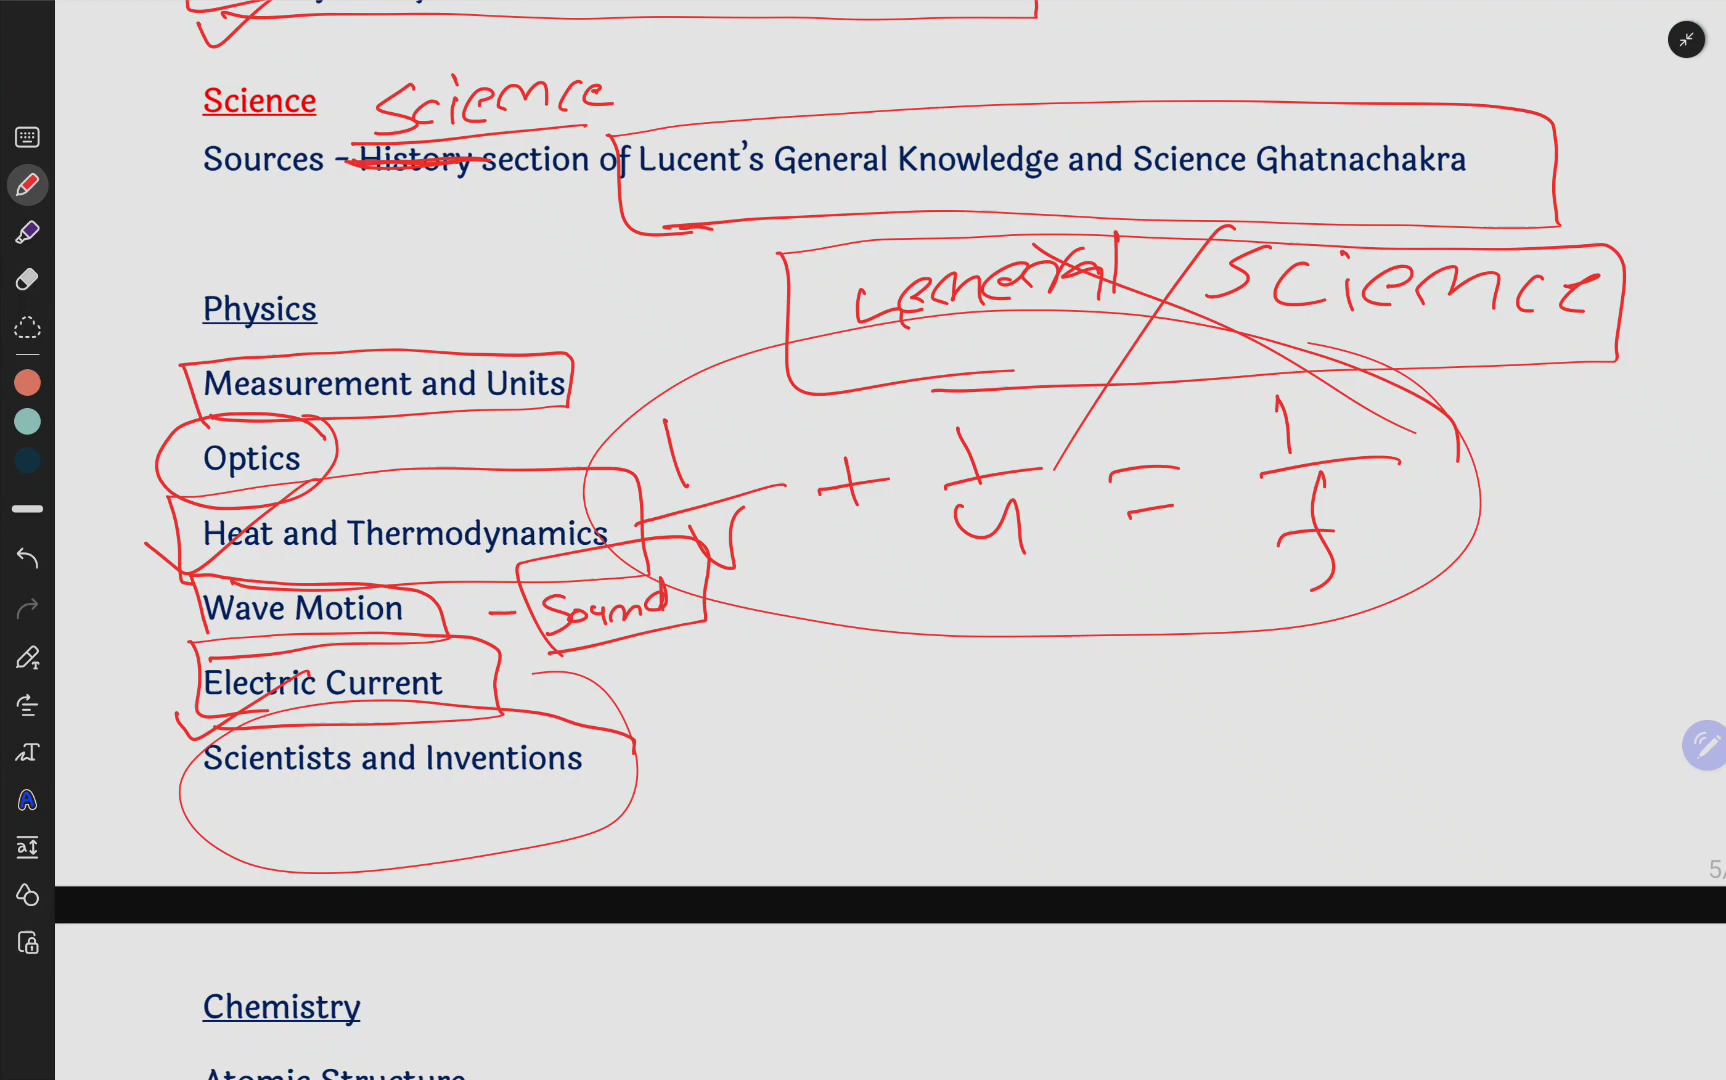 Science Science
Sources - History section of Lucent's General Knowledge and Science Ghatnachakra
General Science
Physics
Measurement and Units
Optics
1/v + 1/u = 1/f
Heat and Thermodynamics
Wave Motion - Sound
Electric Current
Scientists and Inventions
5/
Chemistry
Atomic Structure